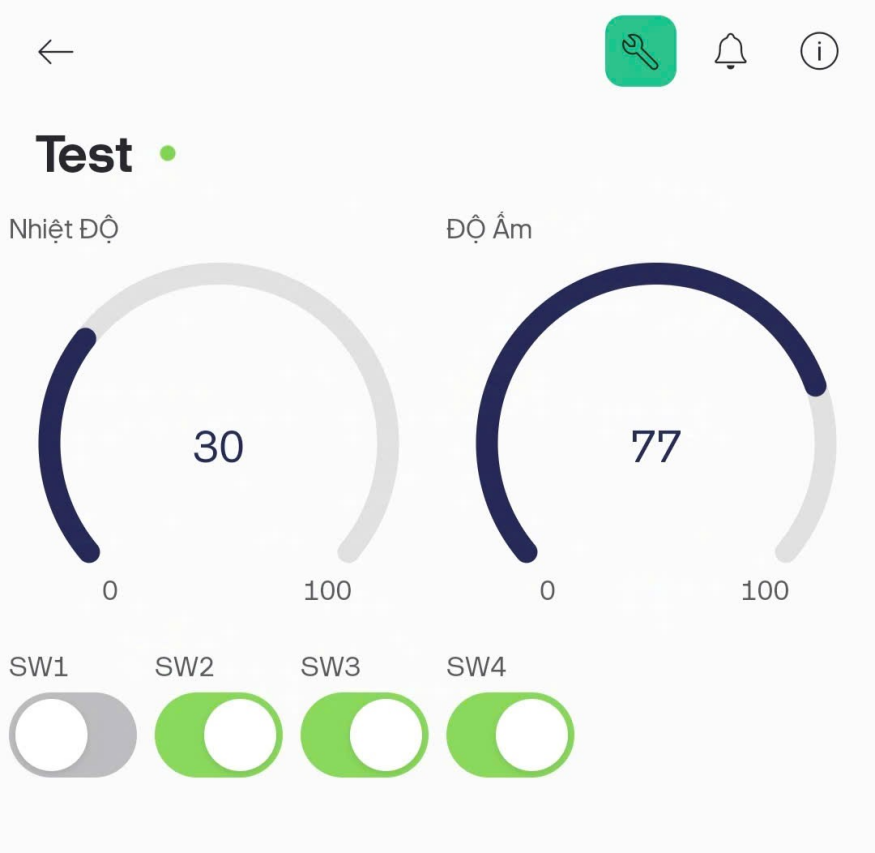 Test
Nhiệt ĐỘ ĐỘ Ẩm
30 77
0 100 0 100
SW1 SW2 SW3 SW4